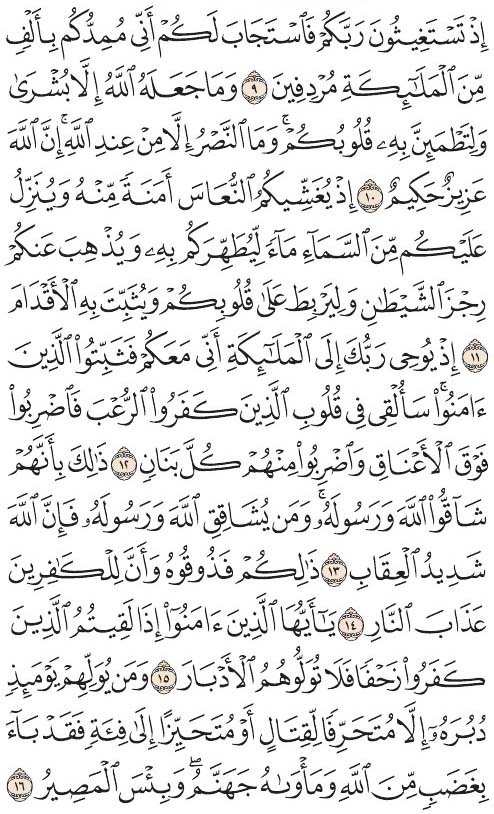 إِذْ تَسْتَغِيثُونَ رَبَّكُمْ فَٱسْتَجَابَ لَكُمْ أَنِّى مُمِدُّكُم بِأَلْفٍ
مِّنَ ٱلْمَلَـٰٓئِكَةِ مُرْدِفِينَ ٩ وَمَا جَعَلَهُ ٱللَّهُ إِلَّا بُشْرَىٰ
وَلِتَطْمَئِنَّ بِهِۦ قُلُوبُكُمْ ۚ وَمَا ٱلنَّصْرُ إِلَّا مِنْ عِندِ ٱللَّهِ ۚ إِنَّ ٱللَّهَ
عَزِيزٌ حَكِيمٌ ١٠ إِذْ يُغَشِّيكُمُ ٱلنُّعَاسَ أَمَنَةً مِّنْهُ وَيُنَزِّلُ
عَلَيْكُم مِّنَ ٱلسَّمَآءِ مَآءً لِّيُطَهِّرَكُم بِهِۦ وَيُذْهِبَ عَنكُمْ
رِجْزَ ٱلشَّيْطَـٰنِ وَلِيَرْبِطَ عَلَىٰ قُلُوبِكُمْ وَيُثَبِّتَ بِهِ ٱلْأَقْدَامَ
١١ إِذْ يُوحِى رَبُّكَ إِلَى ٱلْمَلَـٰٓئِكَةِ أَنِّى مَعَكُمْ فَثَبِّتُوا۟ ٱلَّذِينَ
ءَامَنُوا۟ ۚ سَأُلْقِى فِى قُلُوبِ ٱلَّذِينَ كَفَرُوا۟ ٱلرُّعْبَ فَٱضْرِبُوا۟
فَوْقَ ٱلْأَعْنَاقِ وَٱضْرِبُوا۟ مِنْهُمْ كُلَّ بَنَانٍ ١٢ ذَٰلِكَ بِأَنَّهُمْ
شَآقُّوا۟ ٱللَّهَ وَرَسُولَهُۥ ۚ وَمَن يُشَاقِقِ ٱللَّهَ وَرَسُولَهُۥ فَإِنَّ ٱللَّهَ
شَدِيدُ ٱلْعِقَابِ ١٣ ذَٰلِكُمْ فَذُوقُوهُ وَأَنَّ لِلْكَـٰفِرِينَ
عَذَابَ ٱلنَّارِ ١٤ يَـٰٓأَيُّهَا ٱلَّذِينَ ءَامَنُوٓا۟ إِذَا لَقِيتُمُ ٱلَّذِينَ
كَفَرُوا۟ زَحْفًا فَلَا تُوَلُّوهُمُ ٱلْأَدْبَارَ ١٥ وَمَن يُوَلِّهِمْ يَوْمَئِذٍ
دُبُرَهُۥٓ إِلَّا مُتَحَرِّفًا لِّقِتَالٍ أَوْ مُتَحَيِّزًا إِلَىٰ فِئَةٍ فَقَدْ بَآءَ
بِغَضَبٍ مِّنَ ٱللَّهِ وَمَأْوَىٰهُ جَهَنَّمُ ۖ وَبِئْسَ ٱلْمَصِيرُ ١٦